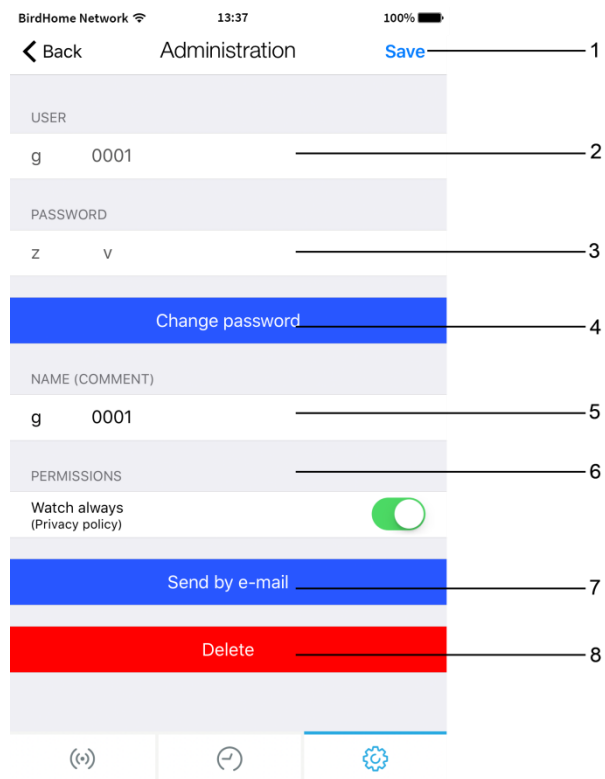 BirdHome Network 13:37 100%
Back Administration Save 1
USER
g 0001 2
PASSWORD
z v 3
Change password 4
NAME (COMMENT)
g 0001 5
PERMISSIONS 6
Watch always
(Privacy policy)
Send by e-mail 7
Delete 8